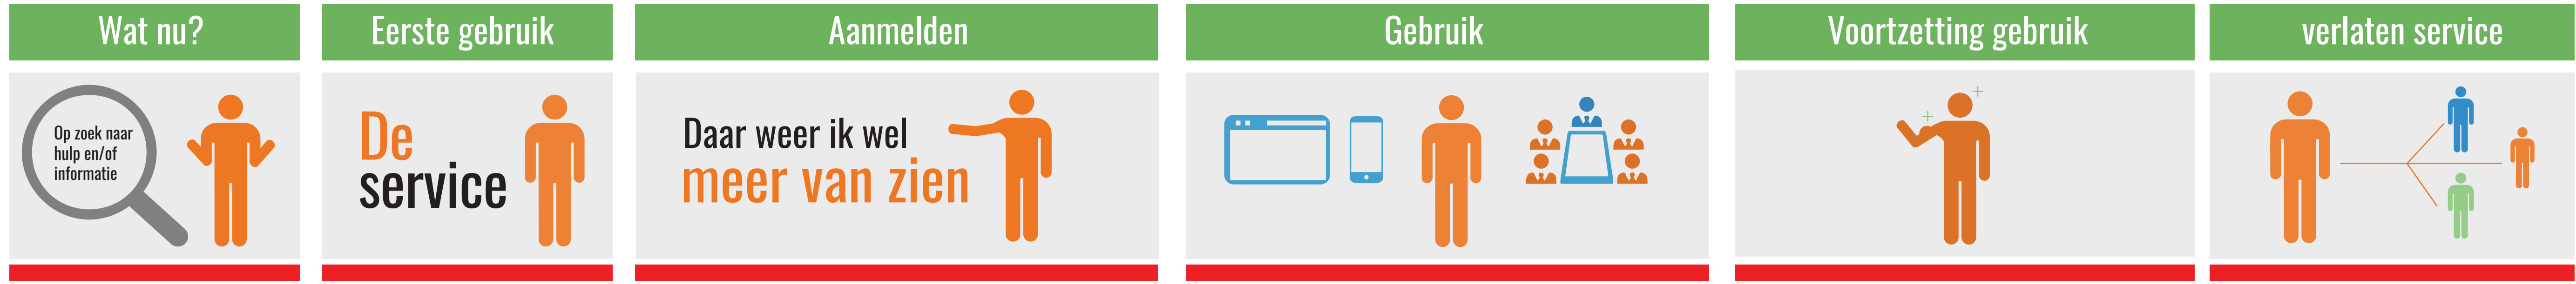 Wat nu?
Eerste gebruik
Aanmelden
Gebruik
Voortzetting gebruik
verlaten service
Op zoek naar
hulp en/of
informatie
De
service
Daar weer ik wel
meer van zien